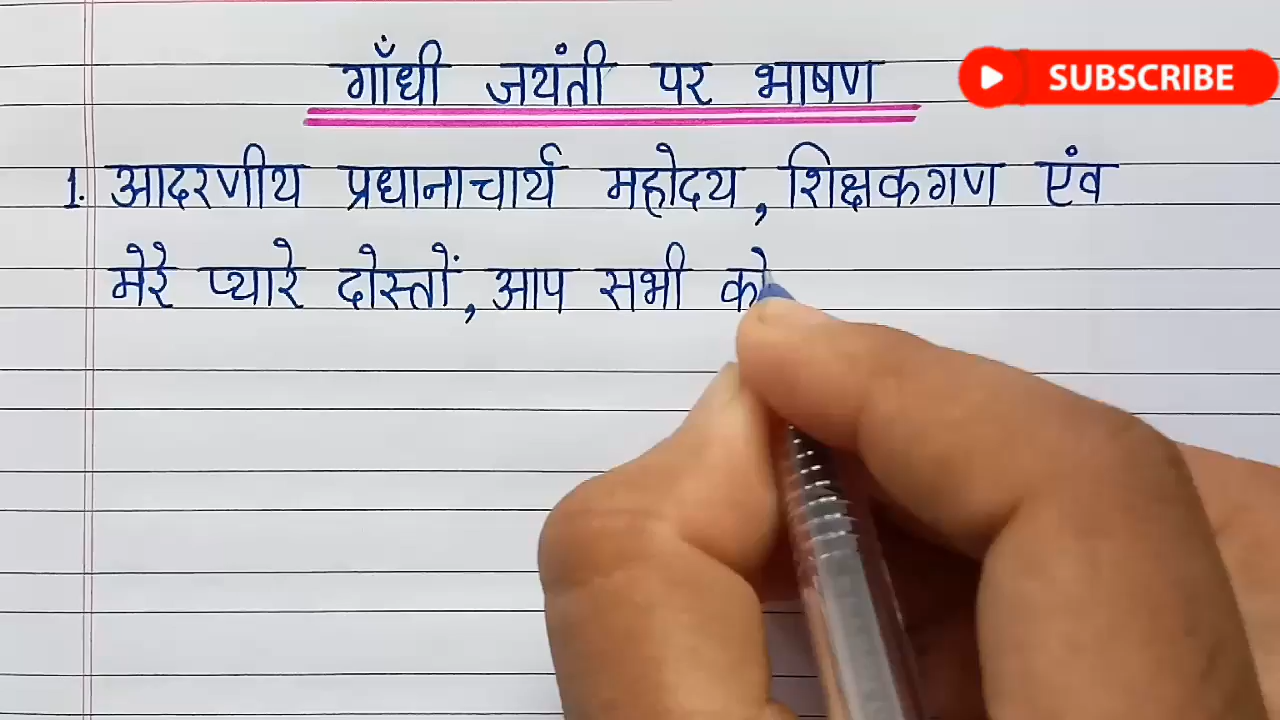 गाँधी जयंती पर भाषण
SUBSCRIBE
1. आदरणीय प्रधानाचार्य महोदय, शिक्षकगण एंव
मेरे प्यारे दोस्तों, आप सभी को